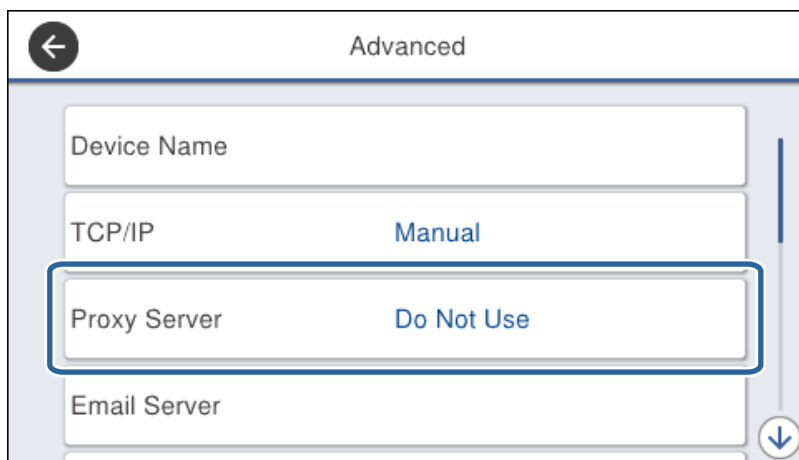 Advanced
Device Name
TCP/IP Manual
Proxy Server Do Not Use
Email Server